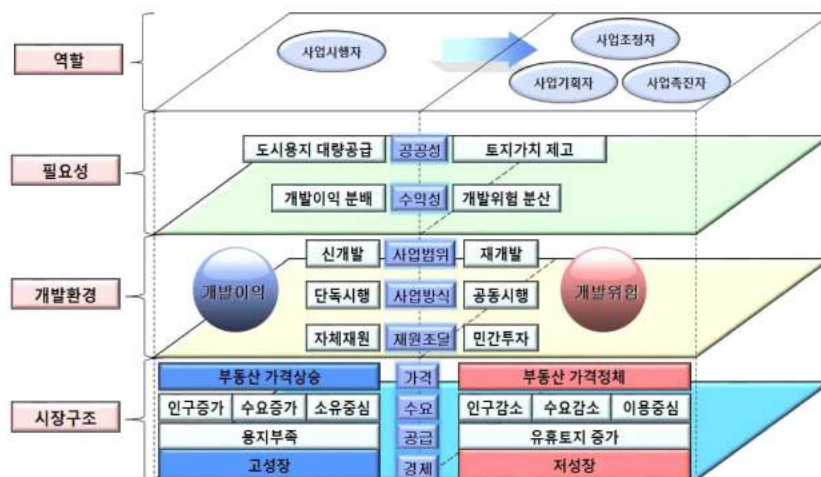 역할
사업시행자
사업조정자
사업기획자 사업촉진자
필요성
도시용지 대량공급 공공성 토지가치 제고
개발이익 분배 수익성 개발위험 분산
개발환경
신개발 사업범위 재개발
개발이익 단독시행 사업방식 공동시행 개발위험
자체재원 재원조달 민간투자
시장구조
부동산 가격상승 가격 부동산 가격정체
인구증가 수요증가 소유중심 수요 인구감소 수요감소 이용중심
용지부족 공급 유휴토지 증가
고성장 경제 저성장